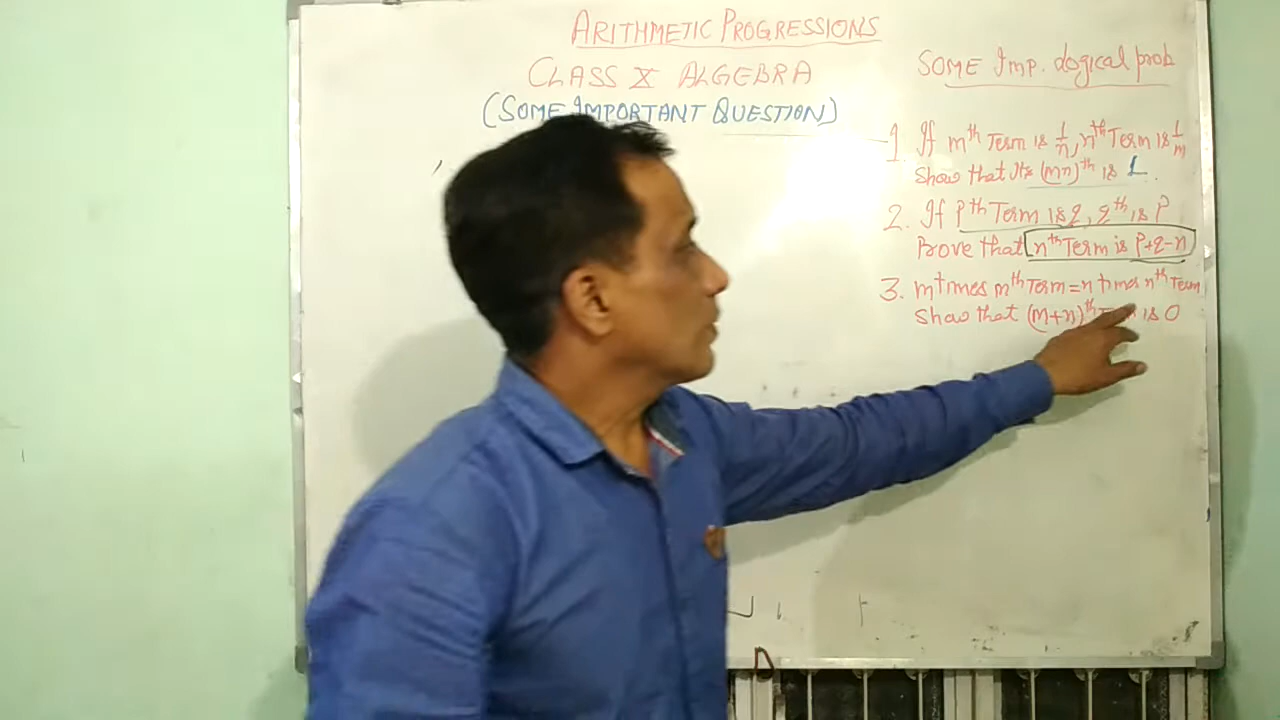 ARITHMETIC PROGRESSIONS
CLASS X ALGEBRA
(SOME IMPORTANT QUESTION)
SOME Imp. Logical prob
1. If mth Term is 1/n, nth Term is 1/m
Show that Its (mn)th is 1.
2. If Pth Term is q, qth is P
Prove that nth Term is P+q-n
3. m times mth Term = n times nth Term
Show that (m+n)th Term is 0